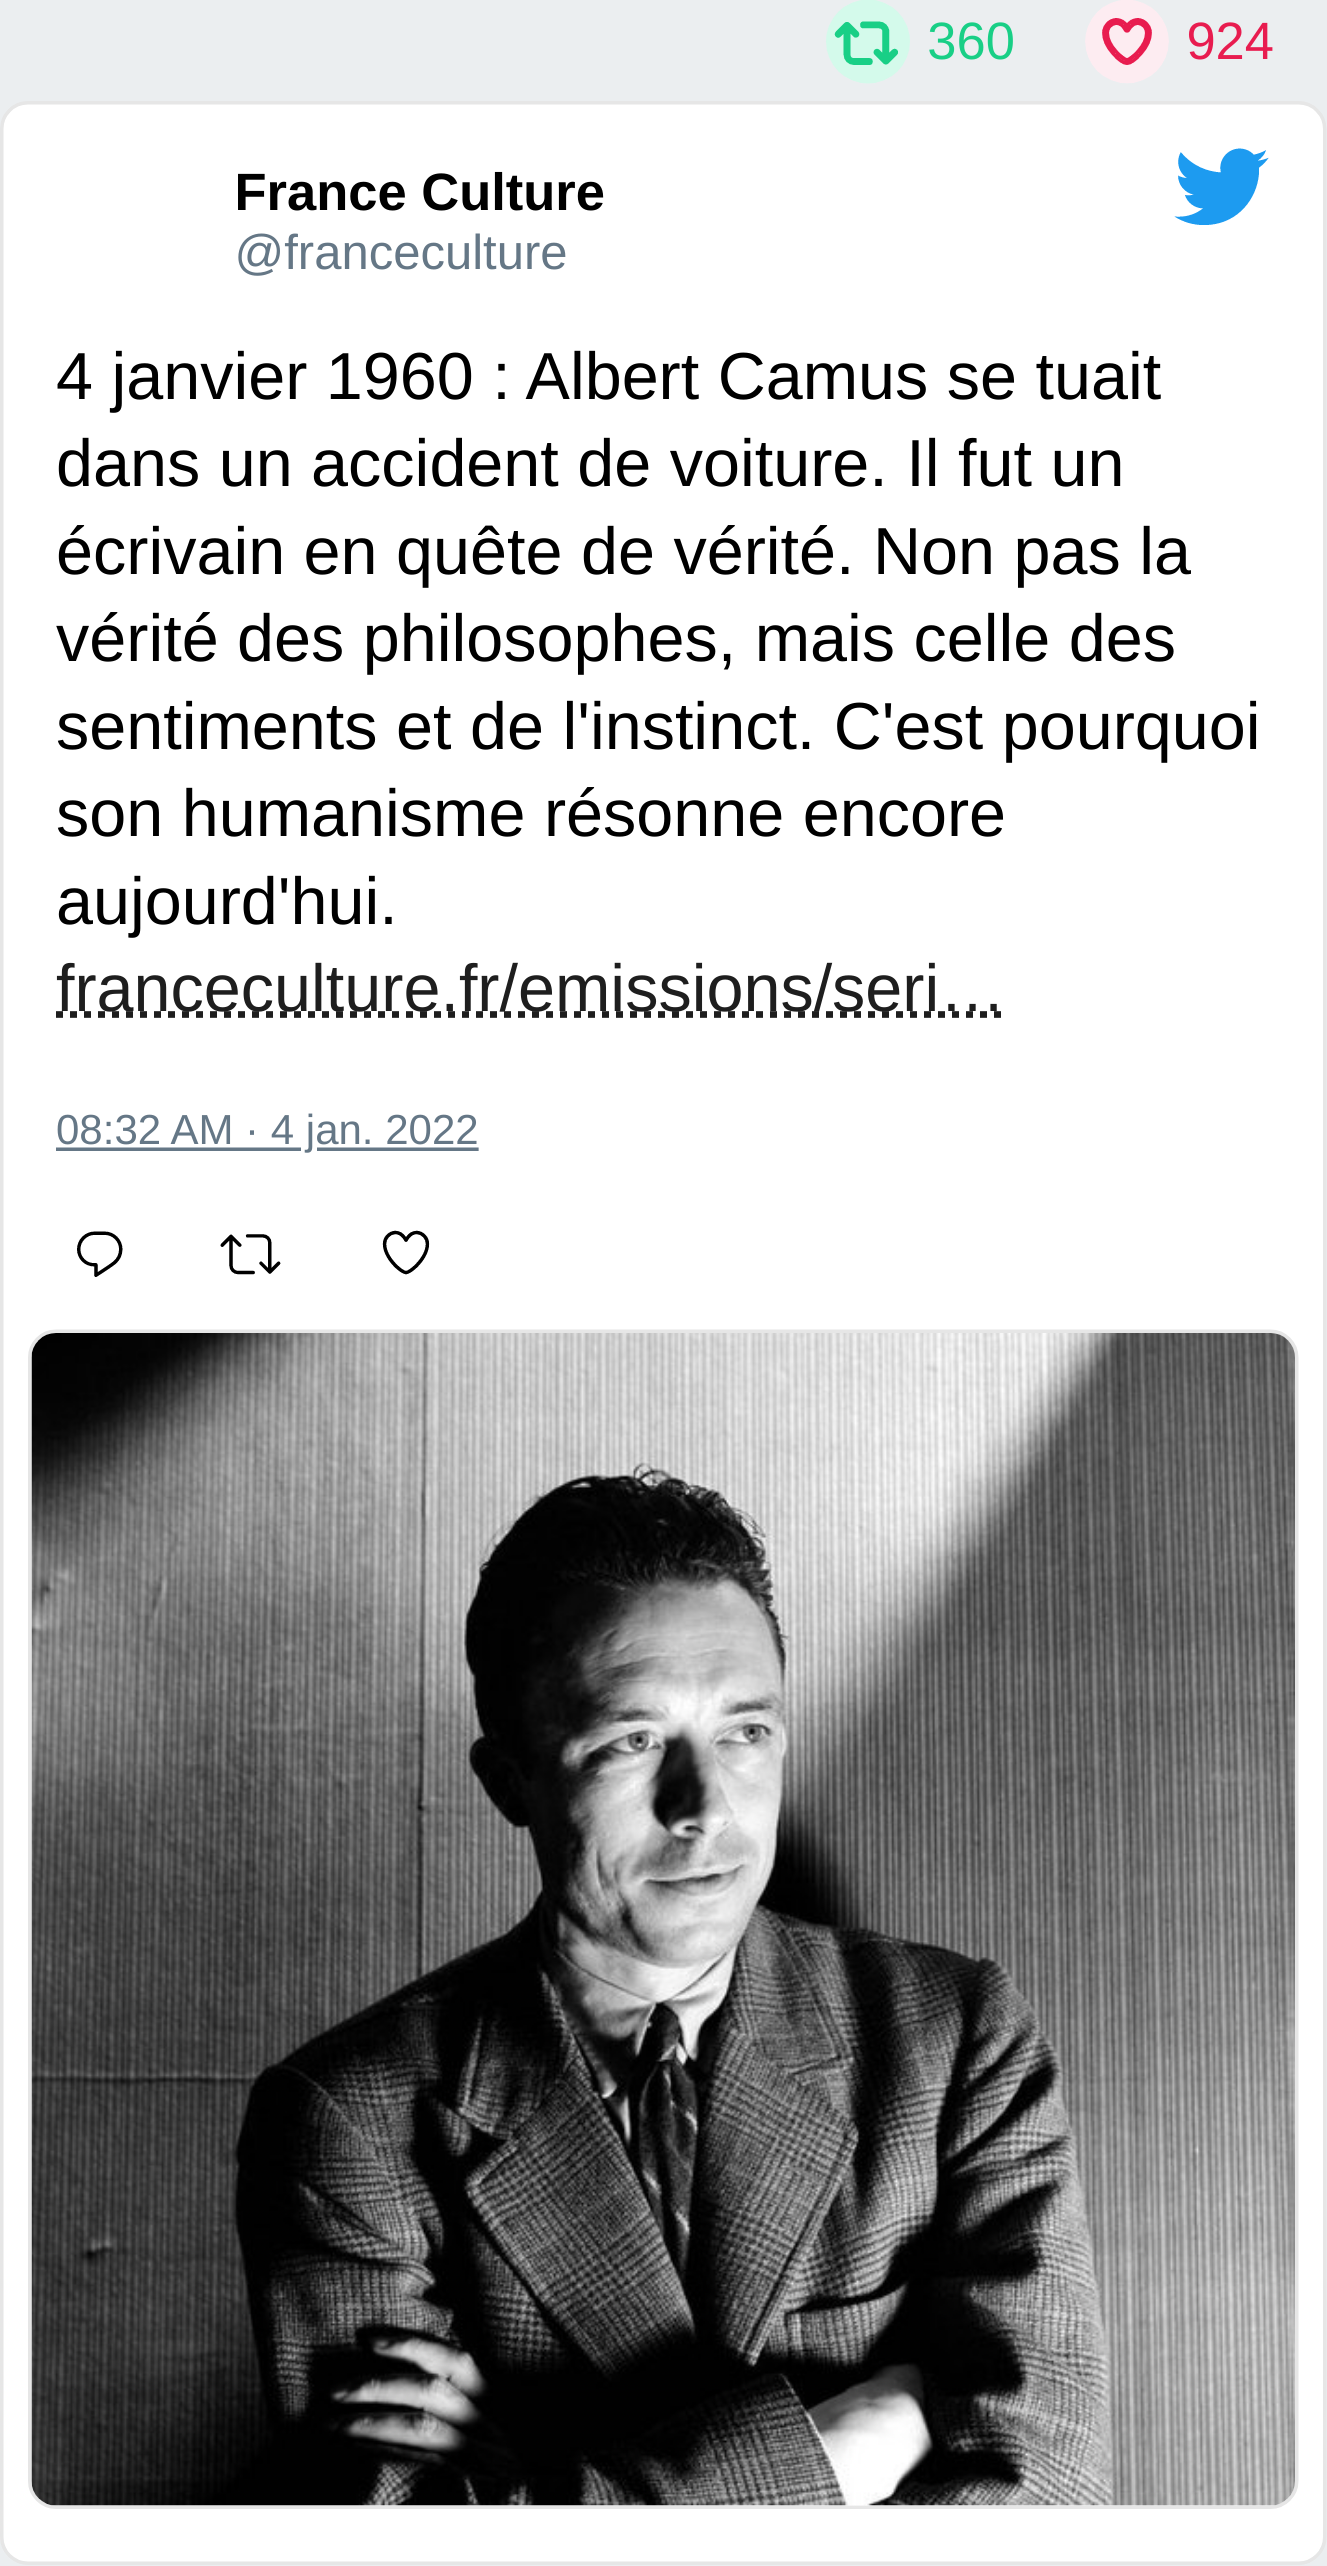 360 924
France Culture
@franceculture
4 janvier 1960 : Albert Camus se tuait
dans un accident de voiture. Il fut un
écrivain en quête de vérité. Non pas la
vérité des philosophes, mais celle des
sentiments et de l'instinct. C'est pourquoi
son humanisme résonne encore
aujourd'hui.
franceculture.fr/emissions/seri…
08:32 AM · 4 jan. 2022